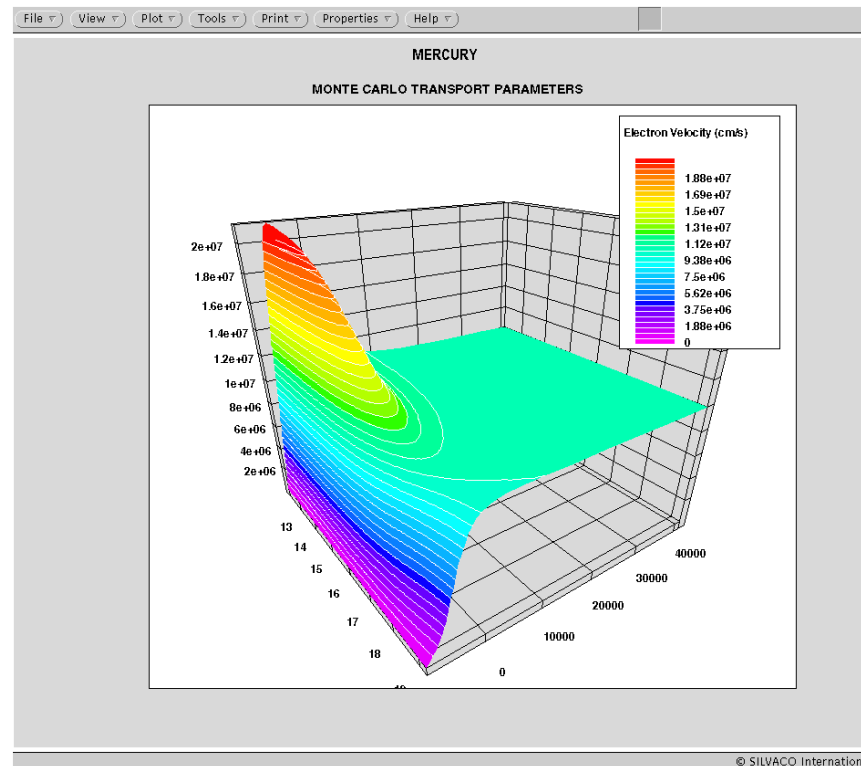 File View Plot Tools Print Properties Help
MERCURY
MONTE CARLO TRANSPORT PARAMETERS
Electron Velocity (cm/s)
1.88e+07
1.69e+07
1.5e+07
1.31e+07
1.12e+07
9.38e+06
7.5e+06
5.62e+06
3.75e+06
1.88e+06
0
2e+07
1.8e+07
1.6e+07
1.4e+07
1.2e+07
1e+07
8e+06
6e+06
4e+06
2e+06
13
14
15
16
17
18
0
10000
20000
30000
40000
© SILVACO Internation